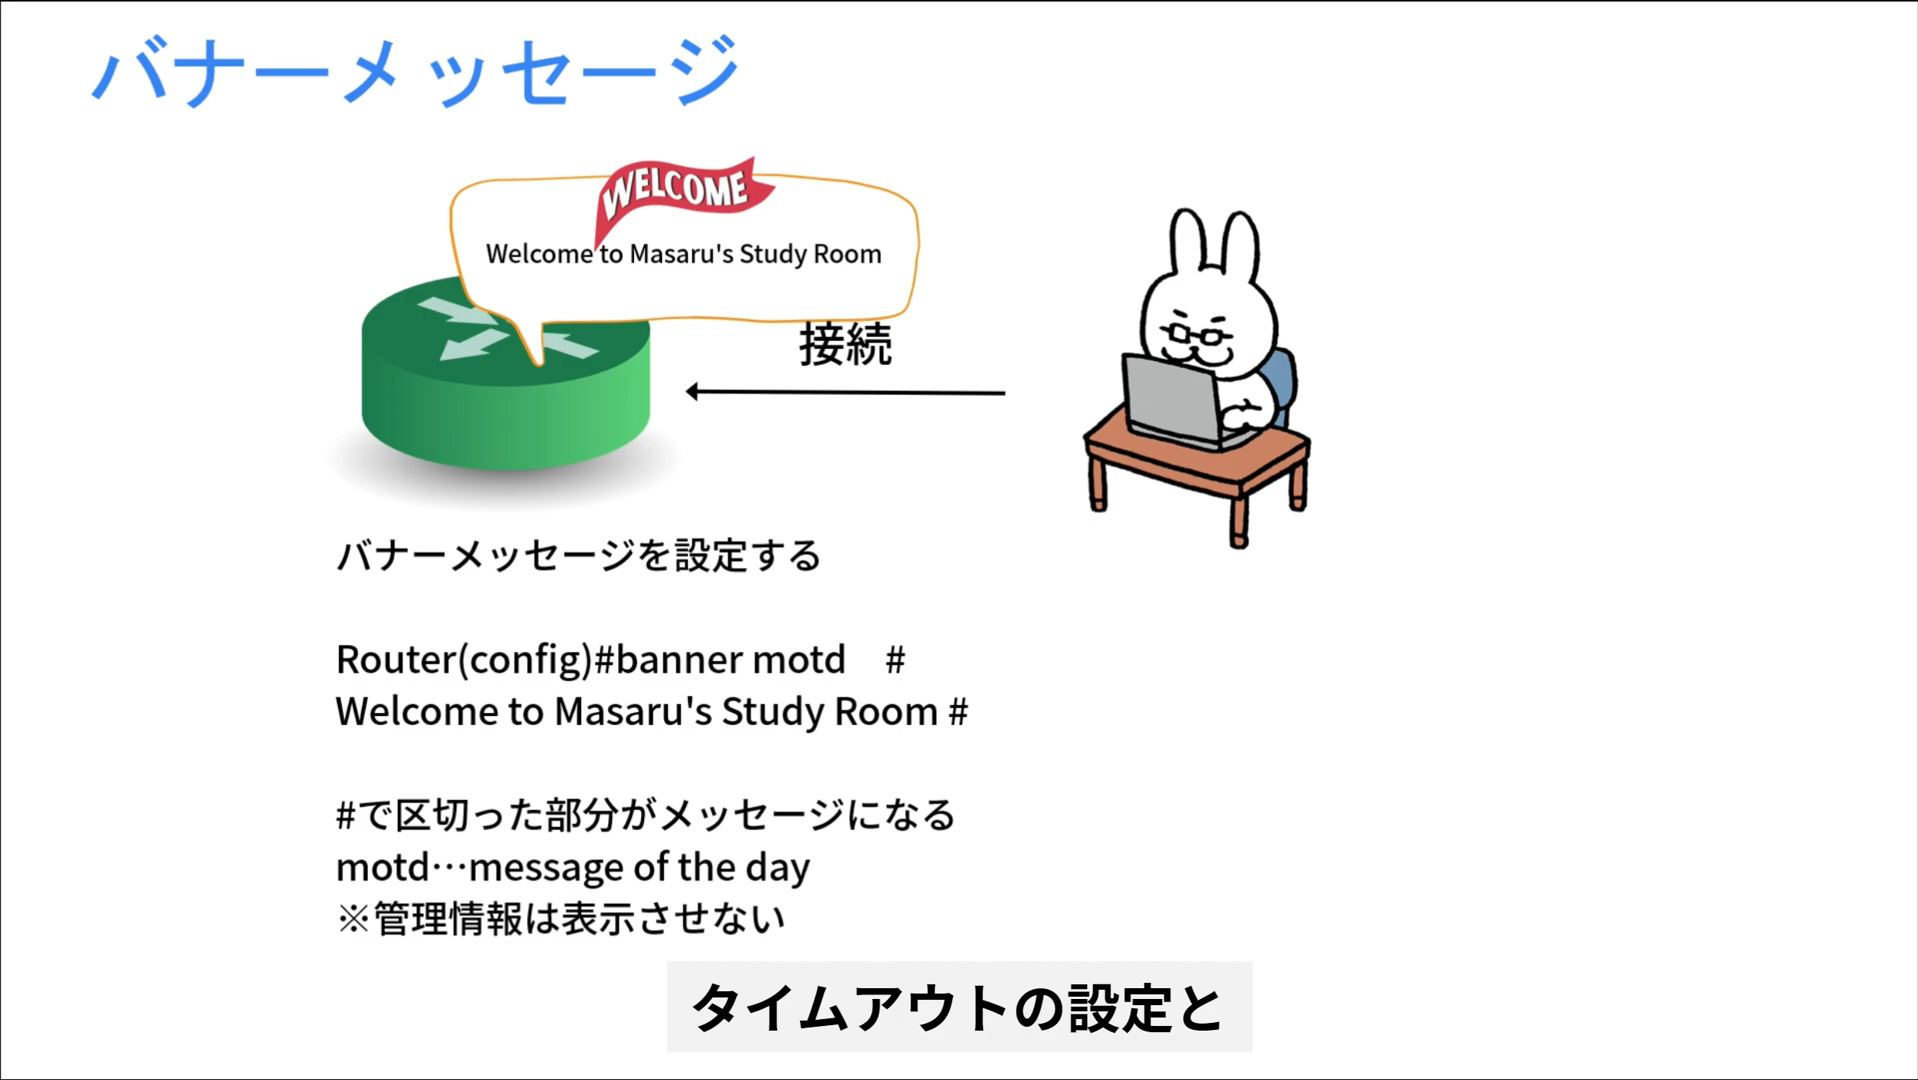 バナーメッセージ
WELCOME
Welcome to Masaru's Study Room
接続
バナーメッセージを設定する
Router(config)#banner motd　#
Welcome to Masaru's Study Room #
#で区切った部分がメッセージになる
motd…message of the day
※管理情報は表示させない
タイムアウトの設定と